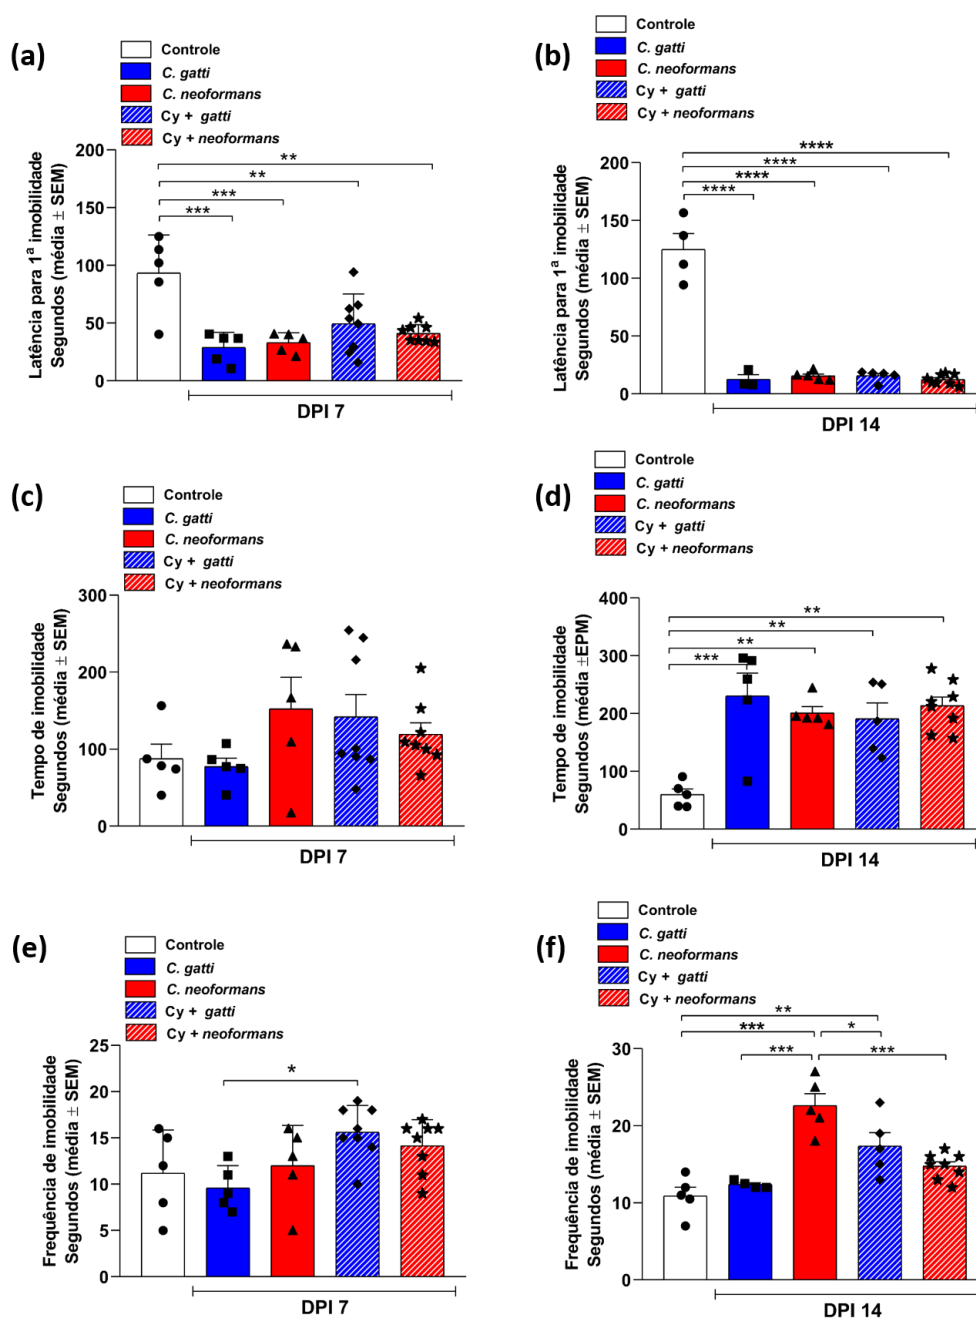 (a)
Controle
C. gatti
C. neoformans
Cy + gatti
Cy + neoformans
Latência para 1ª imobilidade
Segundos (média ± SEM)
200
150
100
50
0
**
**
***
***
DPI 7
(b)
Controle
C. gatti
C. neoformans
Cy + gatti
Cy + neoformans
Latência para 1ª imobilidade
Segundos (média ± SEM)
200
150
100
50
0
****
****
****
****
DPI 14
(c)
Controle
C. gatti
C. neoformans
Cy + gatti
Cy + neoformans
Tempo de imobilidade
Segundos (média ± SEM)
300
200
100
0
DPI 7
(d)
Controle
C. gatti
C. neoformans
Cy + gatti
Cy + neoformans
Tempo de imobilidade
Segundos (média ±EPM)
400
300
200
100
0
**
**
**
***
DPI 14
(e)
Controle
C. gatti
C. neoformans
Cy + gatti
Cy + neoformans
Frequência de imobilidade
Segundos (média ± SEM)
25
20
15
10
5
0
*
DPI 7
(f)
Controle
C. gatti
C. neoformans
Cy + gatti
Cy + neoformans
Frequência de imobilidade
Segundos (média ± SEM)
30
20
10
0
**
*** *
*** ***
DPI 14